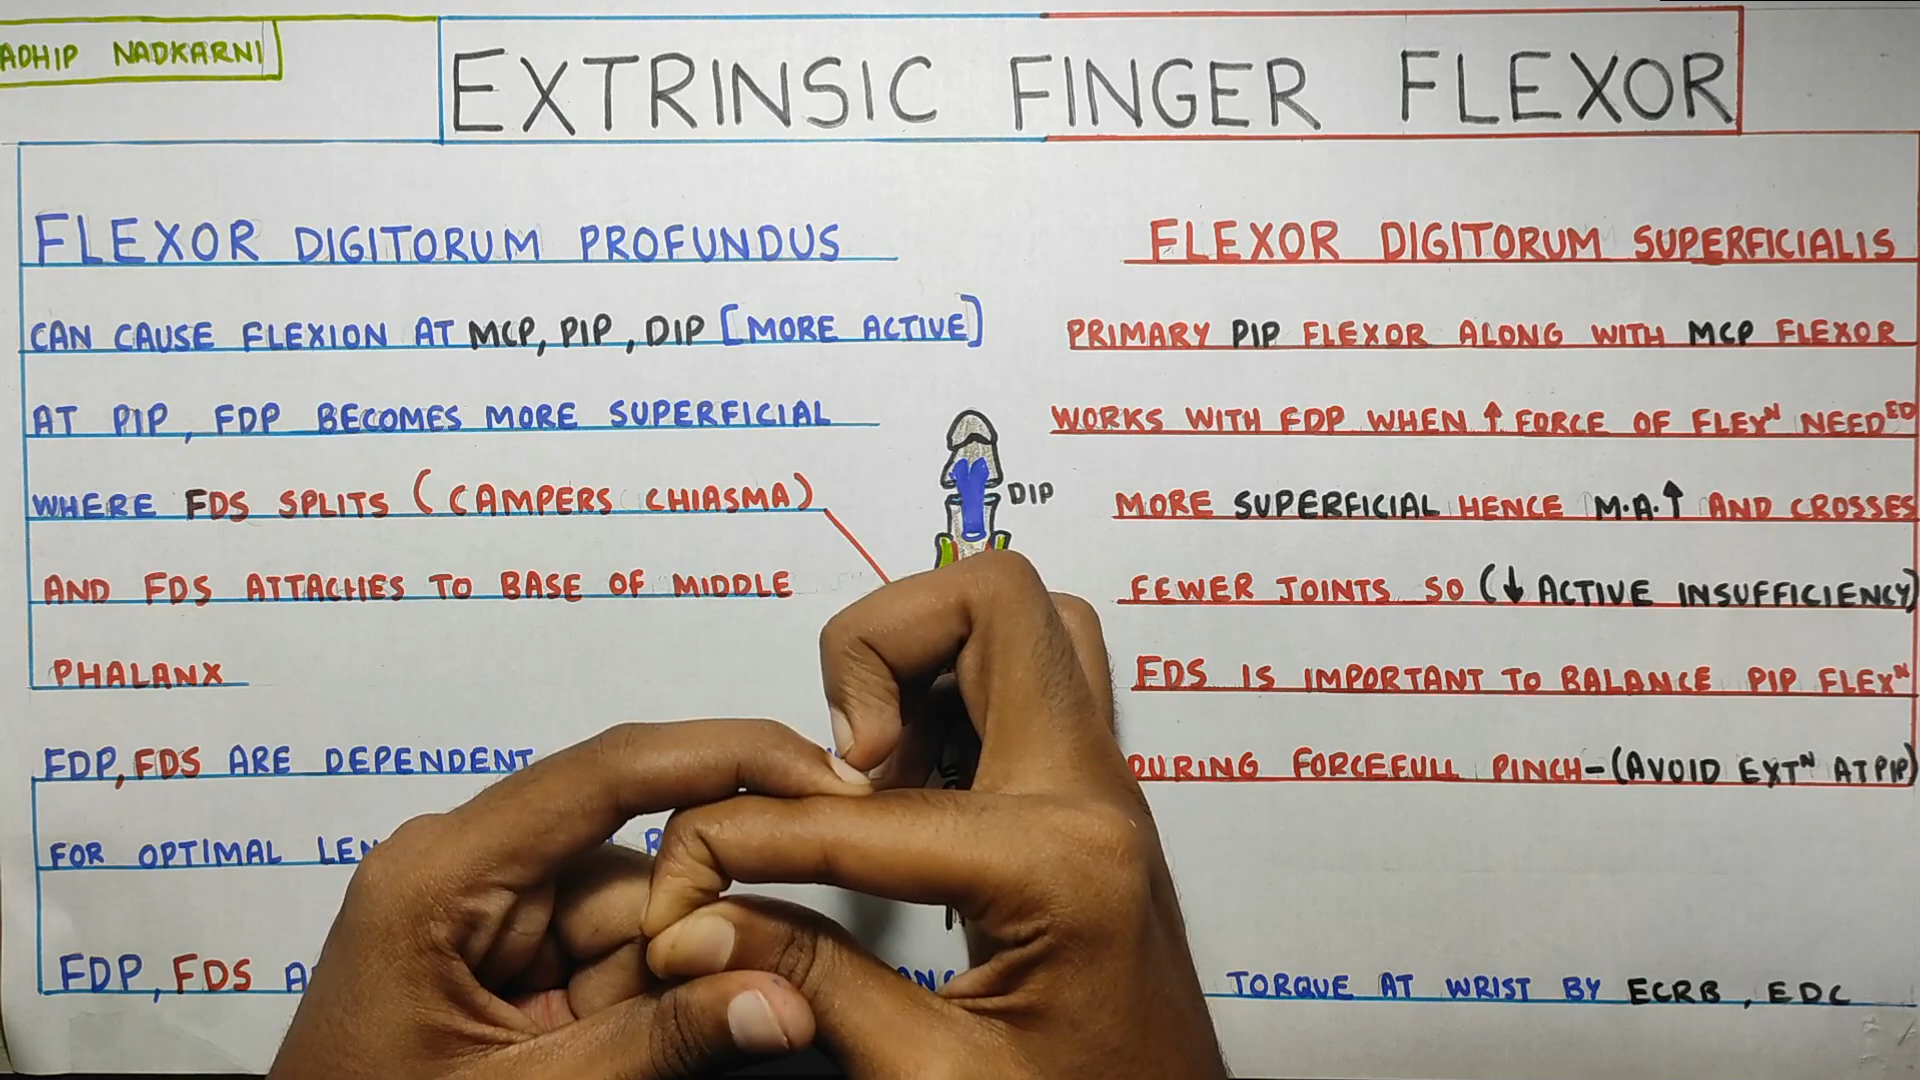 ADHIP NADKARNI
EXTRINSIC FINGER FLEXOR
FLEXOR DIGITORUM PROFUNDUS
CAN CAUSE FLEXION AT MCP, PIP, DIP [MORE ACTIVE]
AT PIP, FDP BECOMES MORE SUPERFICIAL
WHERE FDS SPLITS (CAMPERS CHIASMA)
AND FDS ATTACHES TO BASE OF MIDDLE
PHALANX
FDP, FDS ARE DEPENDENT
FOR OPTIMAL
FDP, FDS
DIP
FLEXOR DIGITORUM SUPERFICIALIS
PRIMARY PIP FLEXOR ALONG WITH MCP FLEXOR
WORKS WITH FDP WHEN ↑ FORCE OF FLEXᴺ NEEDᴱᴰ
MORE SUPERFICIAL HENCE M.A.↑ AND CROSSES
FEWER JOINTS SO (↓ ACTIVE INSUFFICIENCY)
FDS IS IMPORTANT TO BALANCE PIP FLEXᴺ
DURING FORCEFULL PINCH-(AVOID EXTᴺ AT PIP)
TORQUE AT WRIST BY ECRB, EDC